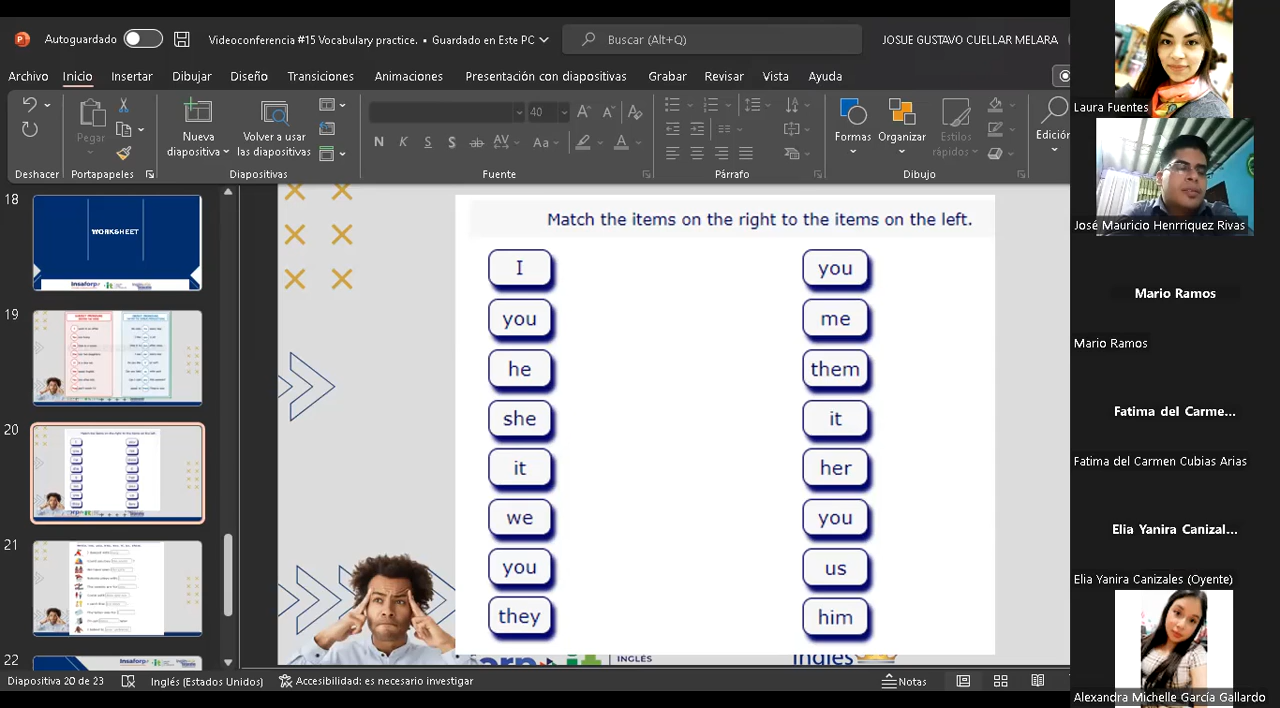 Autoguardado
Videoconferencia #15 Vocabulary practice. • Guardado en Este PC
Buscar (Alt+Q)
JOSUE GUSTAVO CUELLAR MELARA
Archivo Inicio Insertar Dibujar Diseño Transiciones Animaciones Presentación con diapositivas Grabar Revisar Vista Ayuda
Pegar
Nueva diapositiva
Volver a usar las diapositivas
40
N K S S ab AV Aa A
Formas Organizar Estilos rápidos Edición
Deshacer Portapapeles Diapositivas Fuente Párrafo Dibujo
18
WORKSHEET
19
20
21
22
Match the items on the right to the items on the left.
I you
you me
he them
she it
it her
we you
you us
they him
INGLÉS
Inglés
Diapositiva 20 de 23
Inglés (Estados Unidos)
Accesibilidad: es necesario investigar
Notas
Laura Fuentes
José Mauricio Henrriquez Rivas
Mario Ramos
Mario Ramos
Fatima del Carme...
Fatima del Carmen Cubias Arias
Elia Yanira Canizal...
Elia Yanira Canizales (Oyente)
Alexandra Michelle García Gallardo